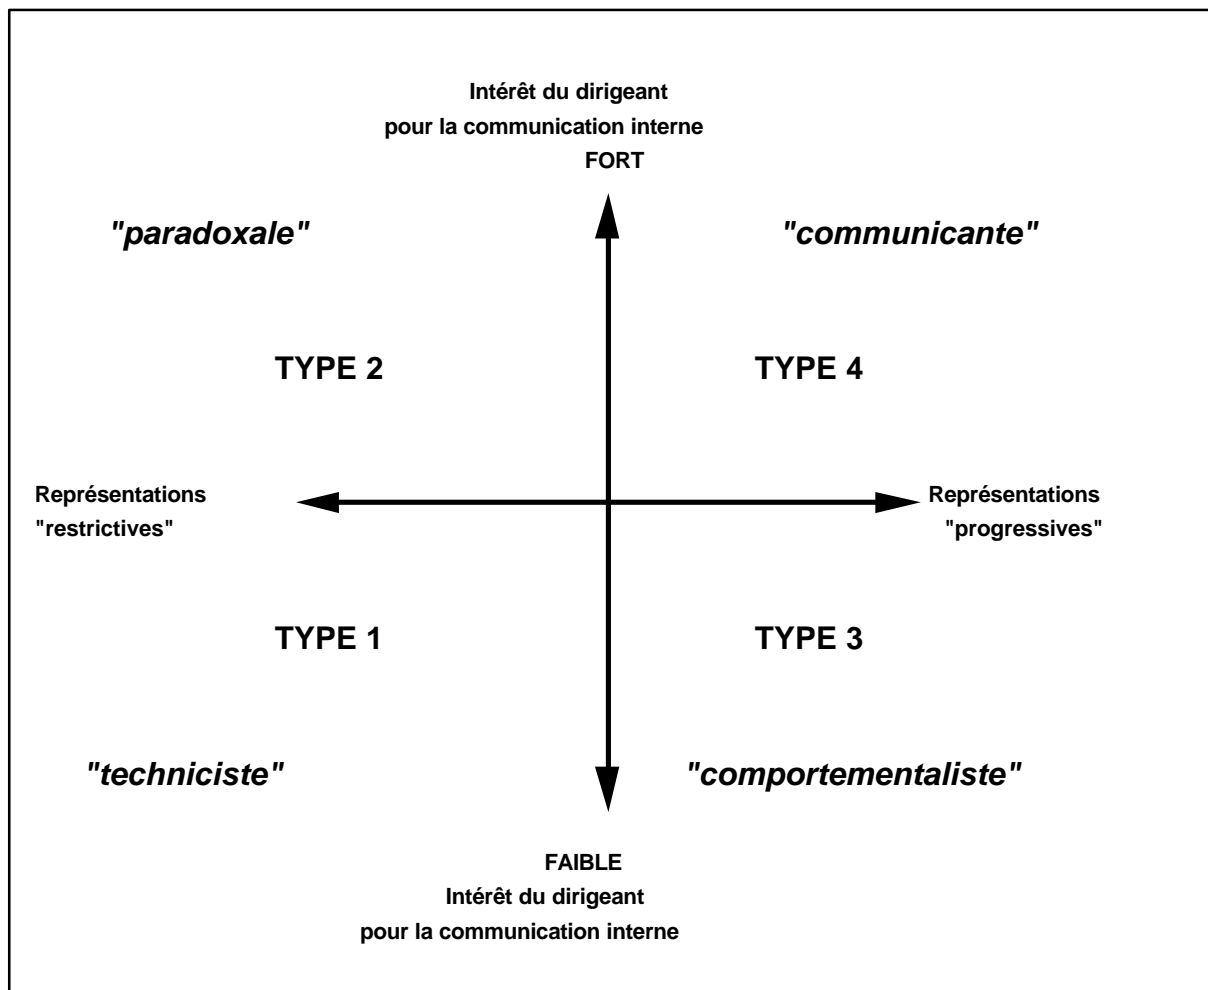 Intérêt du dirigeant
pour la communication interne
FORT
"paradoxale"
"communicante"
TYPE 2
TYPE 4
Représentations
"restrictives"
Représentations
"progressives"
TYPE 1
TYPE 3
"techniciste"
"comportementaliste"
FAIBLE
Intérêt du dirigeant
pour la communication interne